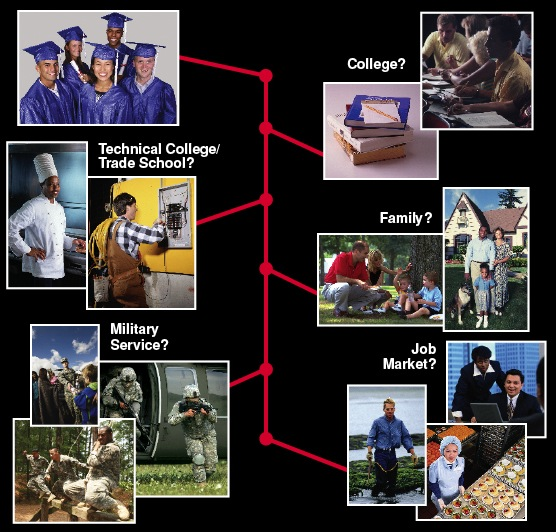 College?
Technical College/
Trade School?
Family?
Military
Service?
Job
Market?